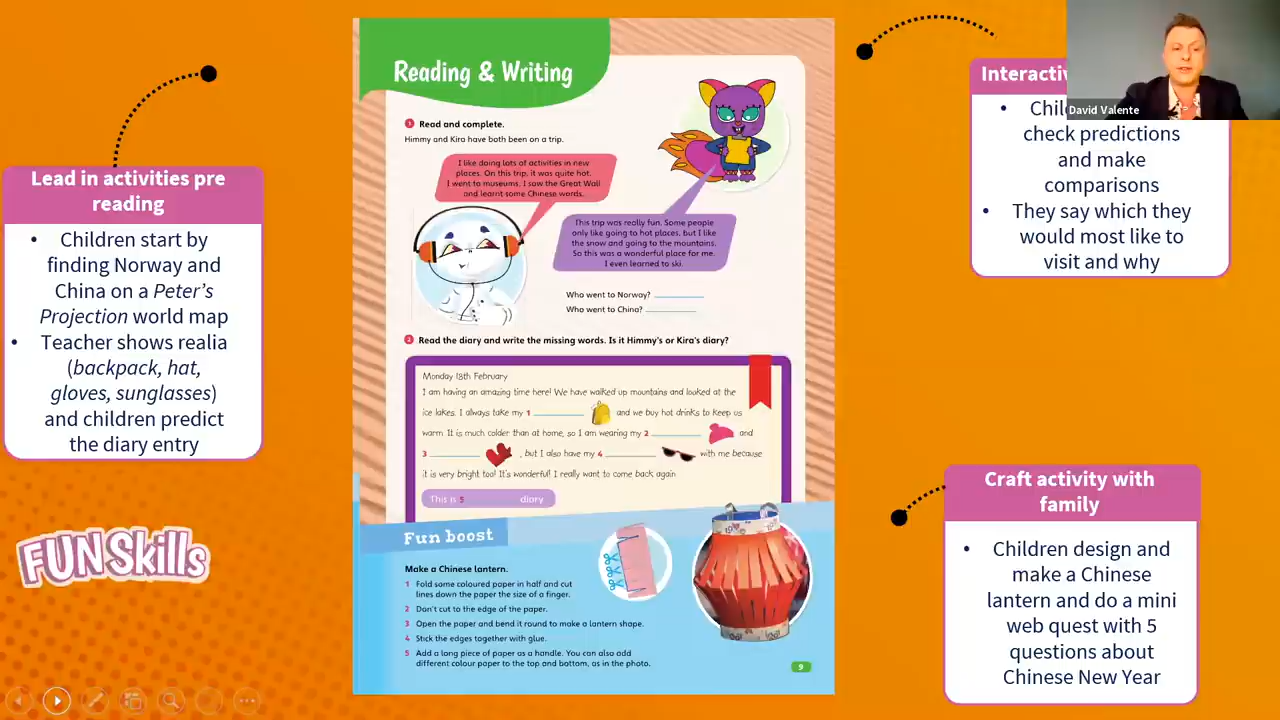 Lead in activities pre
reading
• Children start by
finding Norway and
China on a Peter's
Projection world map
• Teacher shows realia
(backpack, hat,
gloves, sunglasses)
and children predict
the diary entry
FUN Skills
Reading & Writing
1 Read and complete.
Himmy and Kira have both been on a trip.
I like doing lots of activities in new
places. On this trip, it was quite hot.
I went to museums, I saw the Great Wall
and learnt some Chinese words.
This trip was really fun. Some people
only like going to hot places, but I like
the snow and going to the mountains.
So this was a wonderful place for me.
I even learned to ski.
Who went to Norway?
Who went to China?
2 Read the diary and write the missing words. Is it Himmy's or Kira's diary?
Monday 18th February
I am having an amazing time here! We have walked up mountains and looked at the
ice lakes. I always take my 1 and we buy hot drinks to keep us
warm. It is much colder than at home, so I am wearing my 2 and
3 , but I also have my 4 with me because
it is very bright too! It's wonderful! I really want to come back again
This is 5 diary
Fun boost
Make a Chinese lantern.
1 Fold some coloured paper in half and cut
lines down the paper the size of a finger.
2 Don't cut to the edge of the paper.
3 Open the paper and bend it round to make a lantern shape.
4 Stick the edges together with glue.
5 Add a long piece of paper as a handle. You can also add
different colour paper to the top and bottom, as in the photo.
9
David Valente
• 
check predictions
and make
comparisons
• They say which they
would most like to
visit and why
Craft activity with
family
• Children design and
make a Chinese
lantern and do a mini
web quest with 5
questions about
Chinese New Year